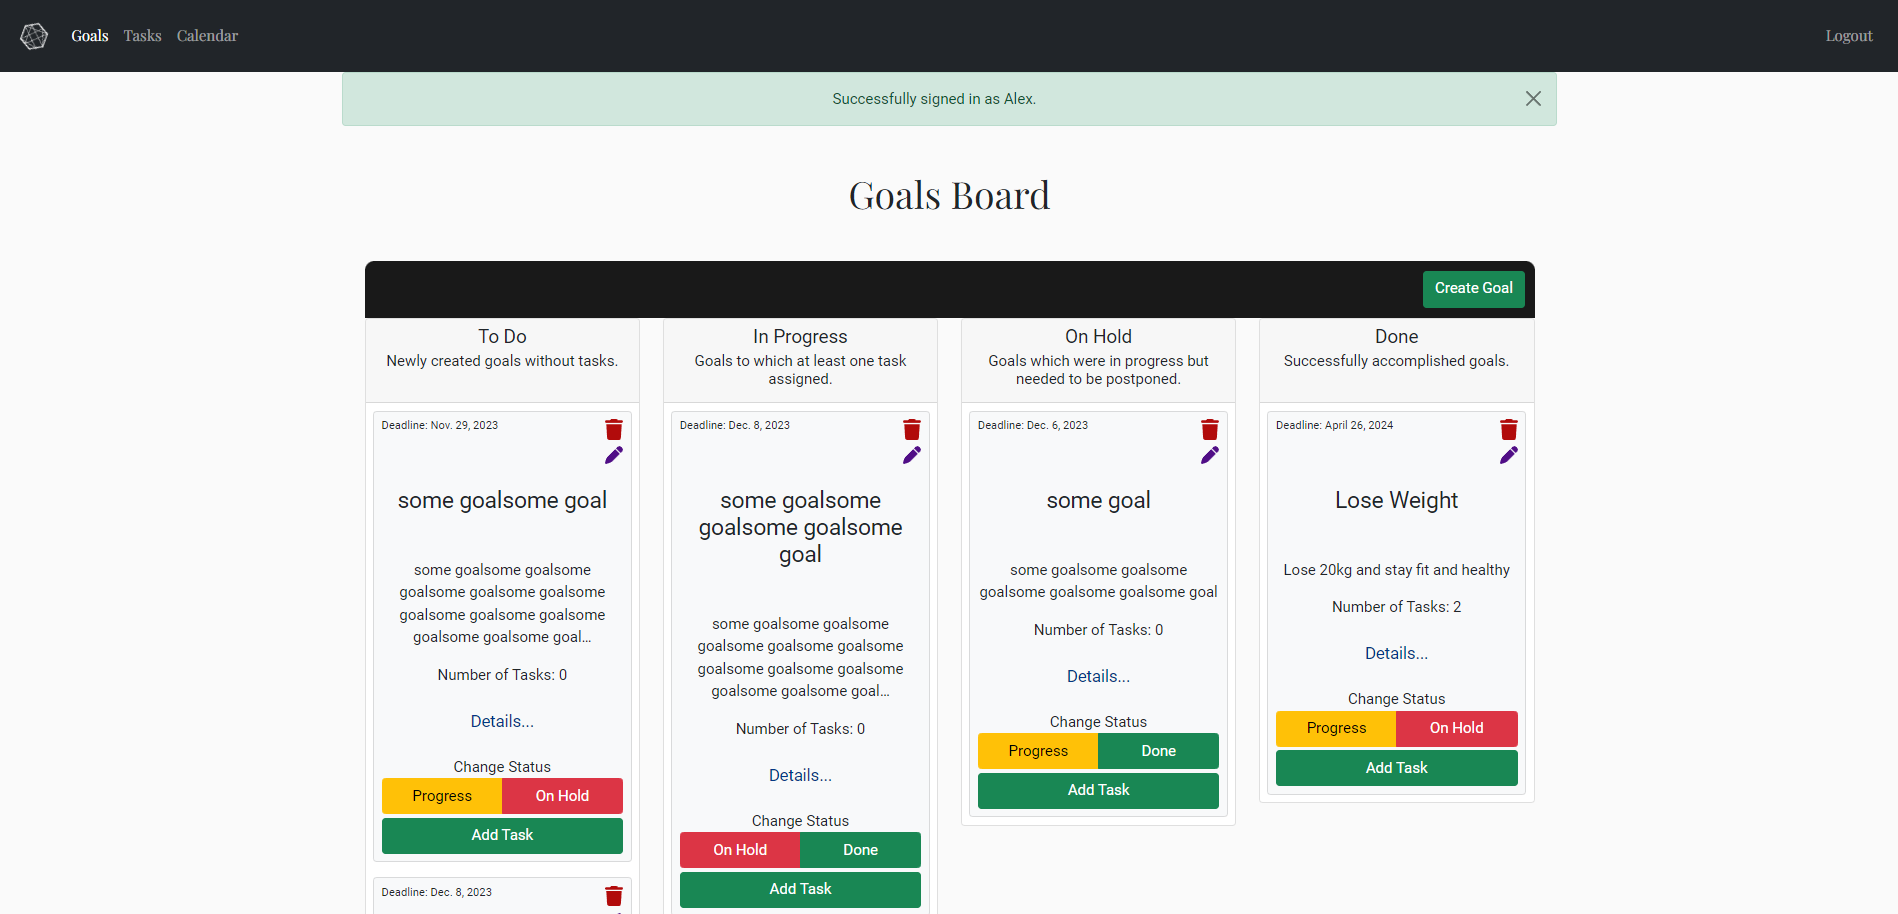 Goals Tasks Calendar Logout
Successfully signed in as Alex.
Goals Board
Create Goal
To Do
Newly created goals without tasks.
Deadline: Nov. 29, 2023
some goalsome goal
some goalsome goalsome
goalsome goalsome goalsome
goalsome goalsome goalsome
goalsome goalsome goal...
Number of Tasks: 0
Details...
Change Status
Progress On Hold
Add Task
Deadline: Dec. 8, 2023
In Progress
Goals to which at least one task
assigned.
Deadline: Dec. 8, 2023
some goalsome
goalsome goalsome
goal
some goalsome goalsome
goalsome goalsome goalsome
goalsome goalsome goalsome
goalsome goalsome goal...
Number of Tasks: 0
Details...
Change Status
On Hold Done
Add Task
On Hold
Goals which were in progress but
needed to be postponed.
Deadline: Dec. 6, 2023
some goal
some goalsome goalsome
goalsome goalsome goalsome goal
Number of Tasks: 0
Details...
Change Status
Progress Done
Add Task
Done
Successfully accomplished goals.
Deadline: April 26, 2024
Lose Weight
Lose 20kg and stay fit and healthy
Number of Tasks: 2
Details...
Change Status
Progress On Hold
Add Task